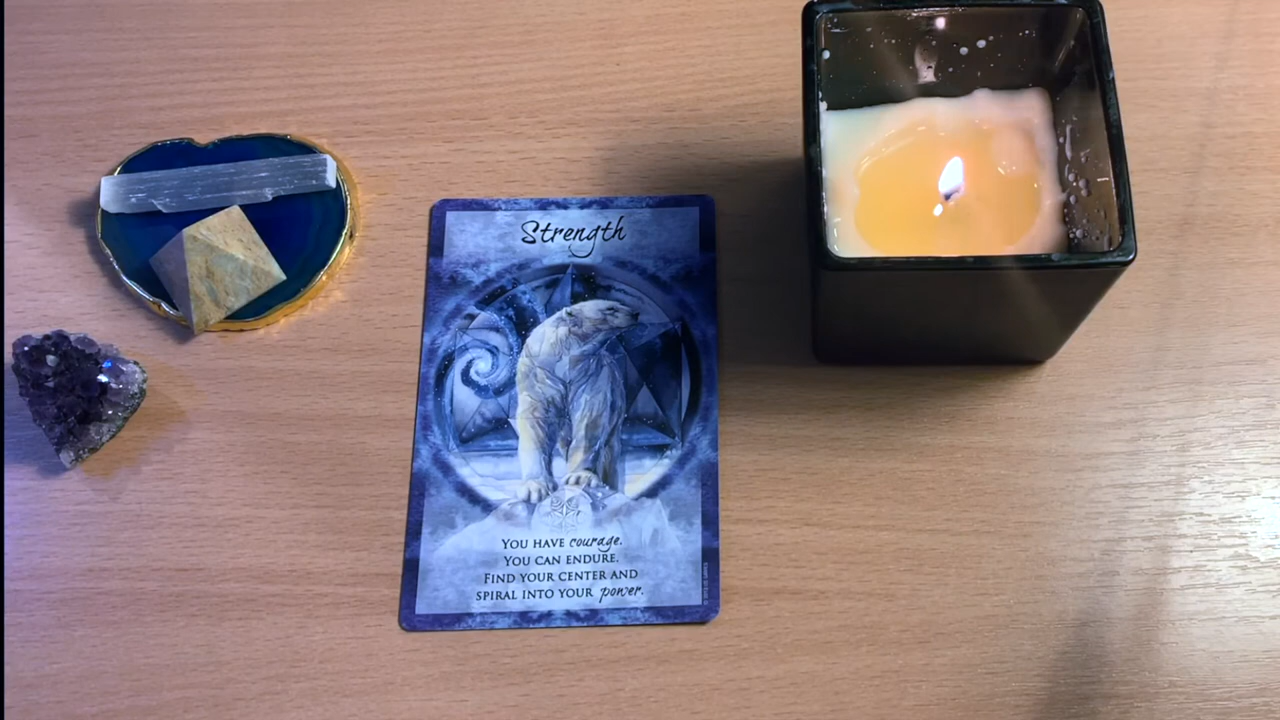 Strength
YOU HAVE courage.
YOU CAN ENDURE.
FIND YOUR CENTER AND
SPIRAL INTO YOUR power.